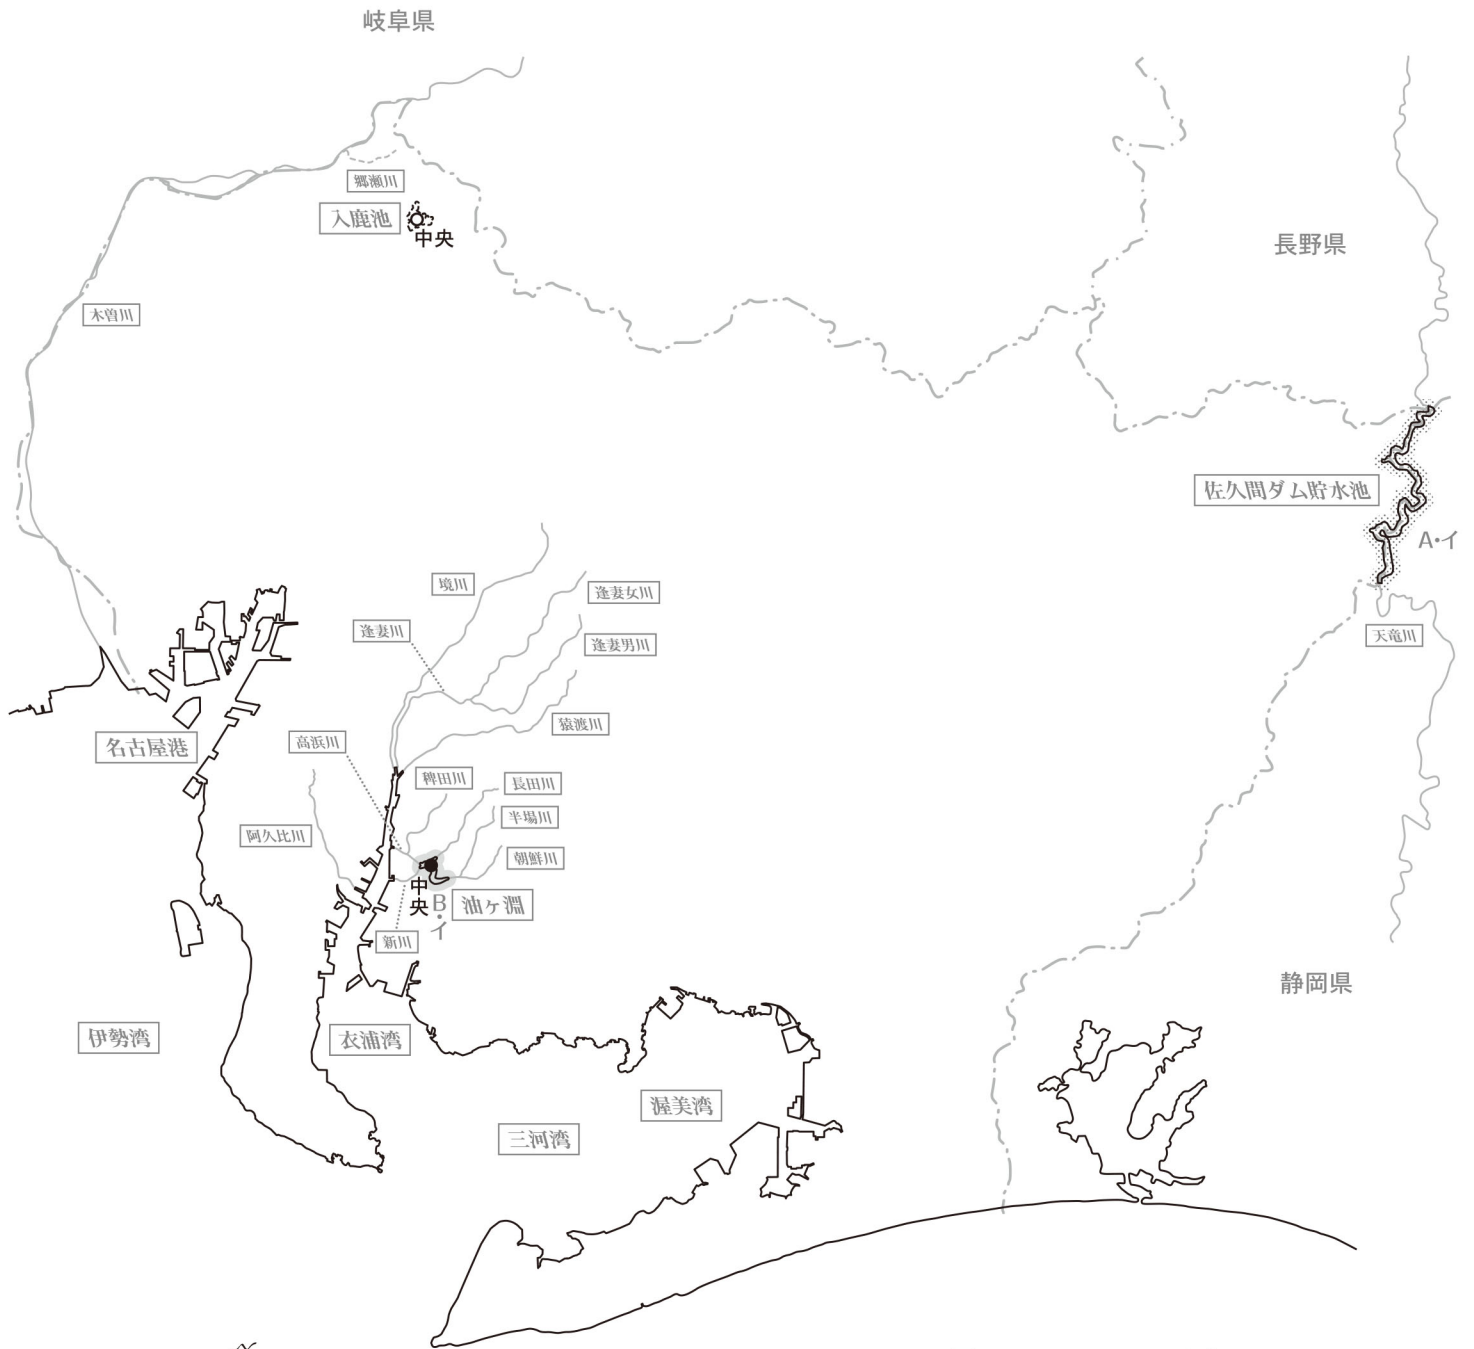 岐阜県
郷瀬川
入鹿池
中央
長野県
木曽川
佐久間ダム貯水池
A・イ
境川
逢妻女川
逢妻川
逢妻男川
天竜川
猿渡川
高浜川
名古屋港
稗田川
長田川
半場川
阿久比川
朝鮮川
中央
B・イ
油ヶ淵
新川
静岡県
伊勢湾
衣浦湾
渥美湾
三河湾